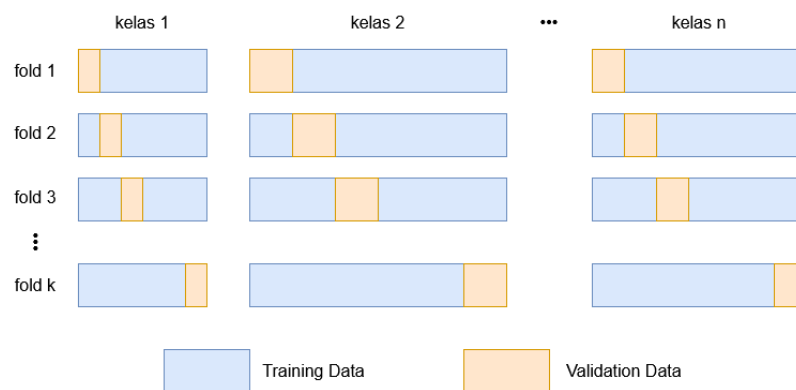 kelas 1 kelas 2 ••• kelas n
fold 1
fold 2
fold 3
fold k
Training Data Validation Data